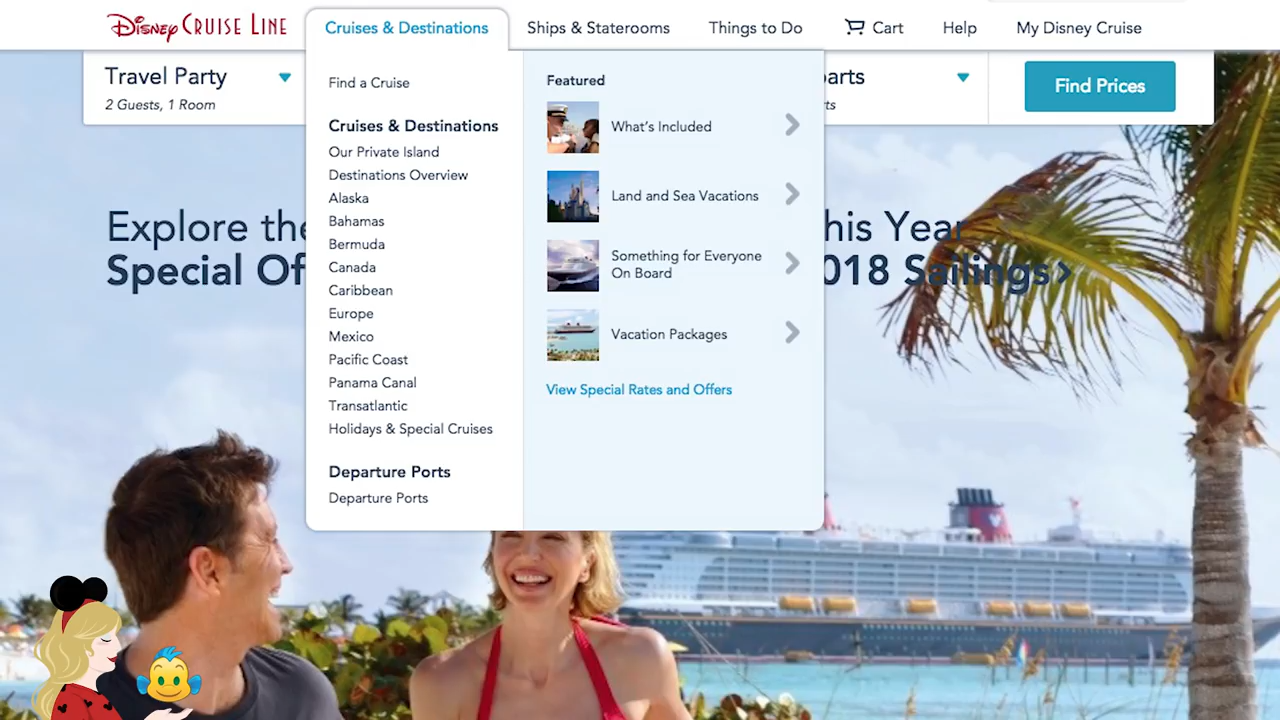 Disney Cruise Line
Cruises & Destinations
Ships & Staterooms
Things to Do
Cart
Help
My Disney Cruise
Travel Party
2 Guests, 1 Room
Find a Cruise
Cruises & Destinations
Our Private Island
Destinations Overview
Alaska
Bahamas
Bermuda
Canada
Caribbean
Europe
Mexico
Pacific Coast
Panama Canal
Transatlantic
Holidays & Special Cruises
Departure Ports
Departure Ports
Featured
What's Included
Land and Sea Vacations
Something for Everyone
On Board
Vacation Packages
View Special Rates and Offers
parts
rts
Find Prices
Explore the
his Year
Special Of
018 Sailings